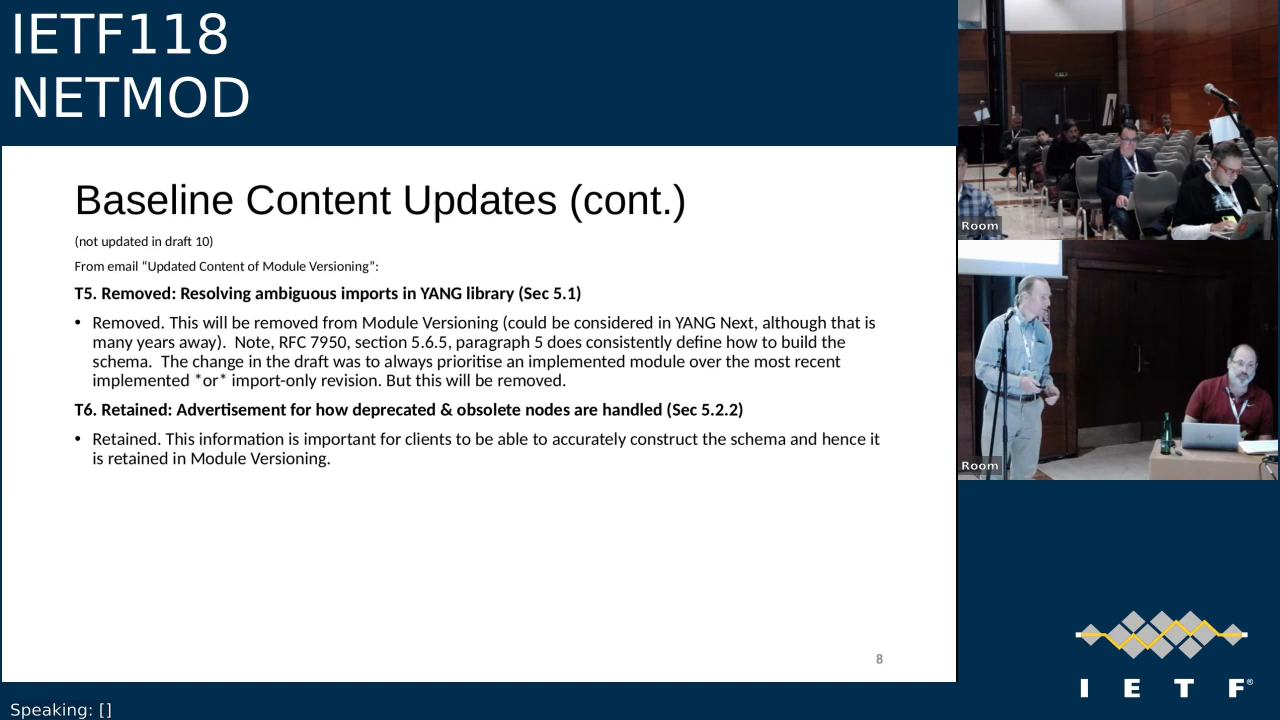 IETF118
NETMOD
Baseline Content Updates (cont.)
(not updated in draft 10)
From email “Updated Content of Module Versioning”:
T5. Removed: Resolving ambiguous imports in YANG library (Sec 5.1)
• Removed. This will be removed from Module Versioning (could be considered in YANG Next, although that is
many years away).  Note, RFC 7950, section 5.6.5, paragraph 5 does consistently define how to build the
schema.  The change in the draft was to always prioritise an implemented module over the most recent
implemented *or* import-only revision. But this will be removed.
T6. Retained: Advertisement for how deprecated & obsolete nodes are handled (Sec 5.2.2)
• Retained. This information is important for clients to be able to accurately construct the schema and hence it
is retained in Module Versioning.
8
Room
Room
I E T F®
Speaking: []